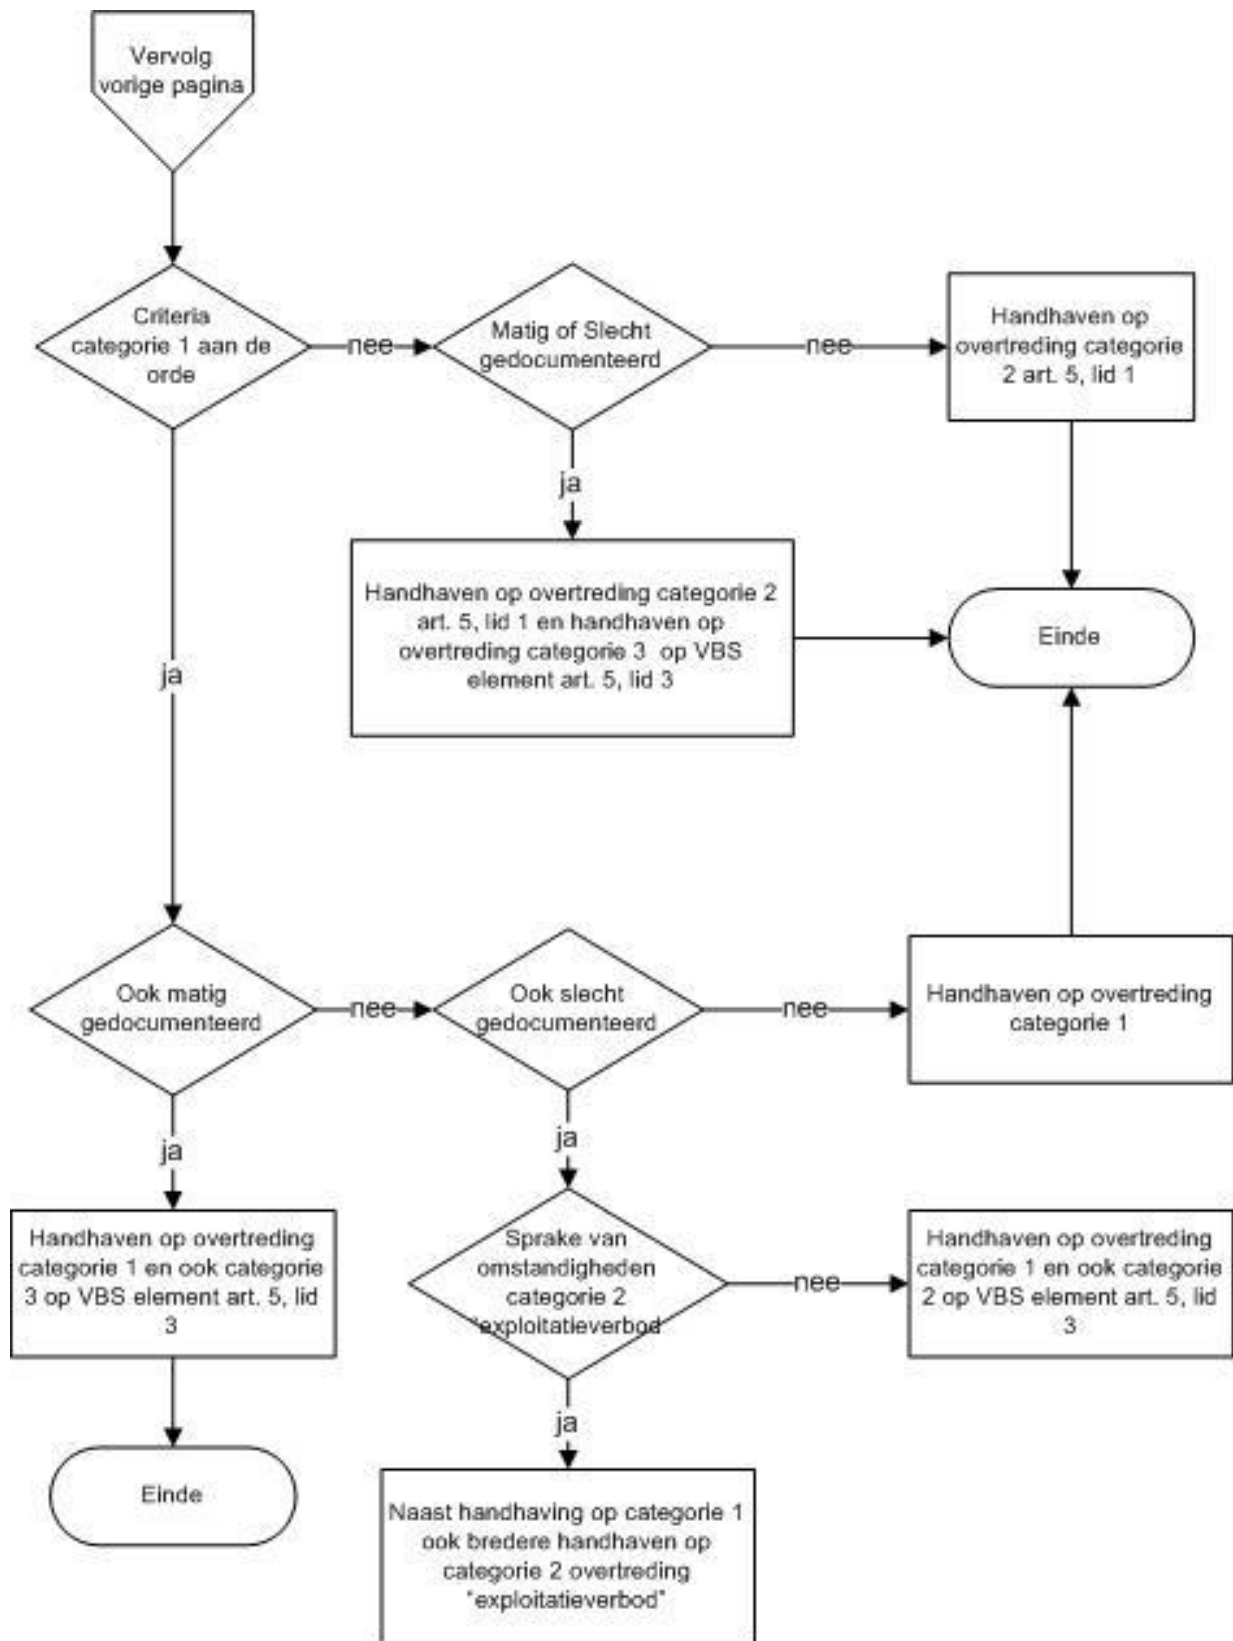 Vervolg
vorige pagina
Criteria
categorie 1 aan de
orde
nee
Matig of Slecht
gedocumenteerd
nee
Handhaven op
overtreding categorie
2 art. 5, lid 1
ja
Handhaven op overtreding categorie 2
art. 5, lid 1 en handhaven op
overtreding categorie 3 op VBS
element art. 5, lid 3
Einde
ja
Ook matig
gedocumenteerd
nee
Ook slecht
gedocumenteerd
nee
Handhaven op overtreding
categorie 1
ja
ja
Handhaven op overtreding
categorie 1 en ook categorie
3 op VBS element art. 5, lid
3
Sprake van
omstandigheden
categorie 2
"exploitatieverbod
nee
Handhaven op overtreding
categorie 1 en ook categorie
2 op VBS element art. 5, lid
3
ja
Einde
Naast handhaving op categorie 1
ook bredere handhaven op
categorie 2 overtreding
"exploitatieverbod"